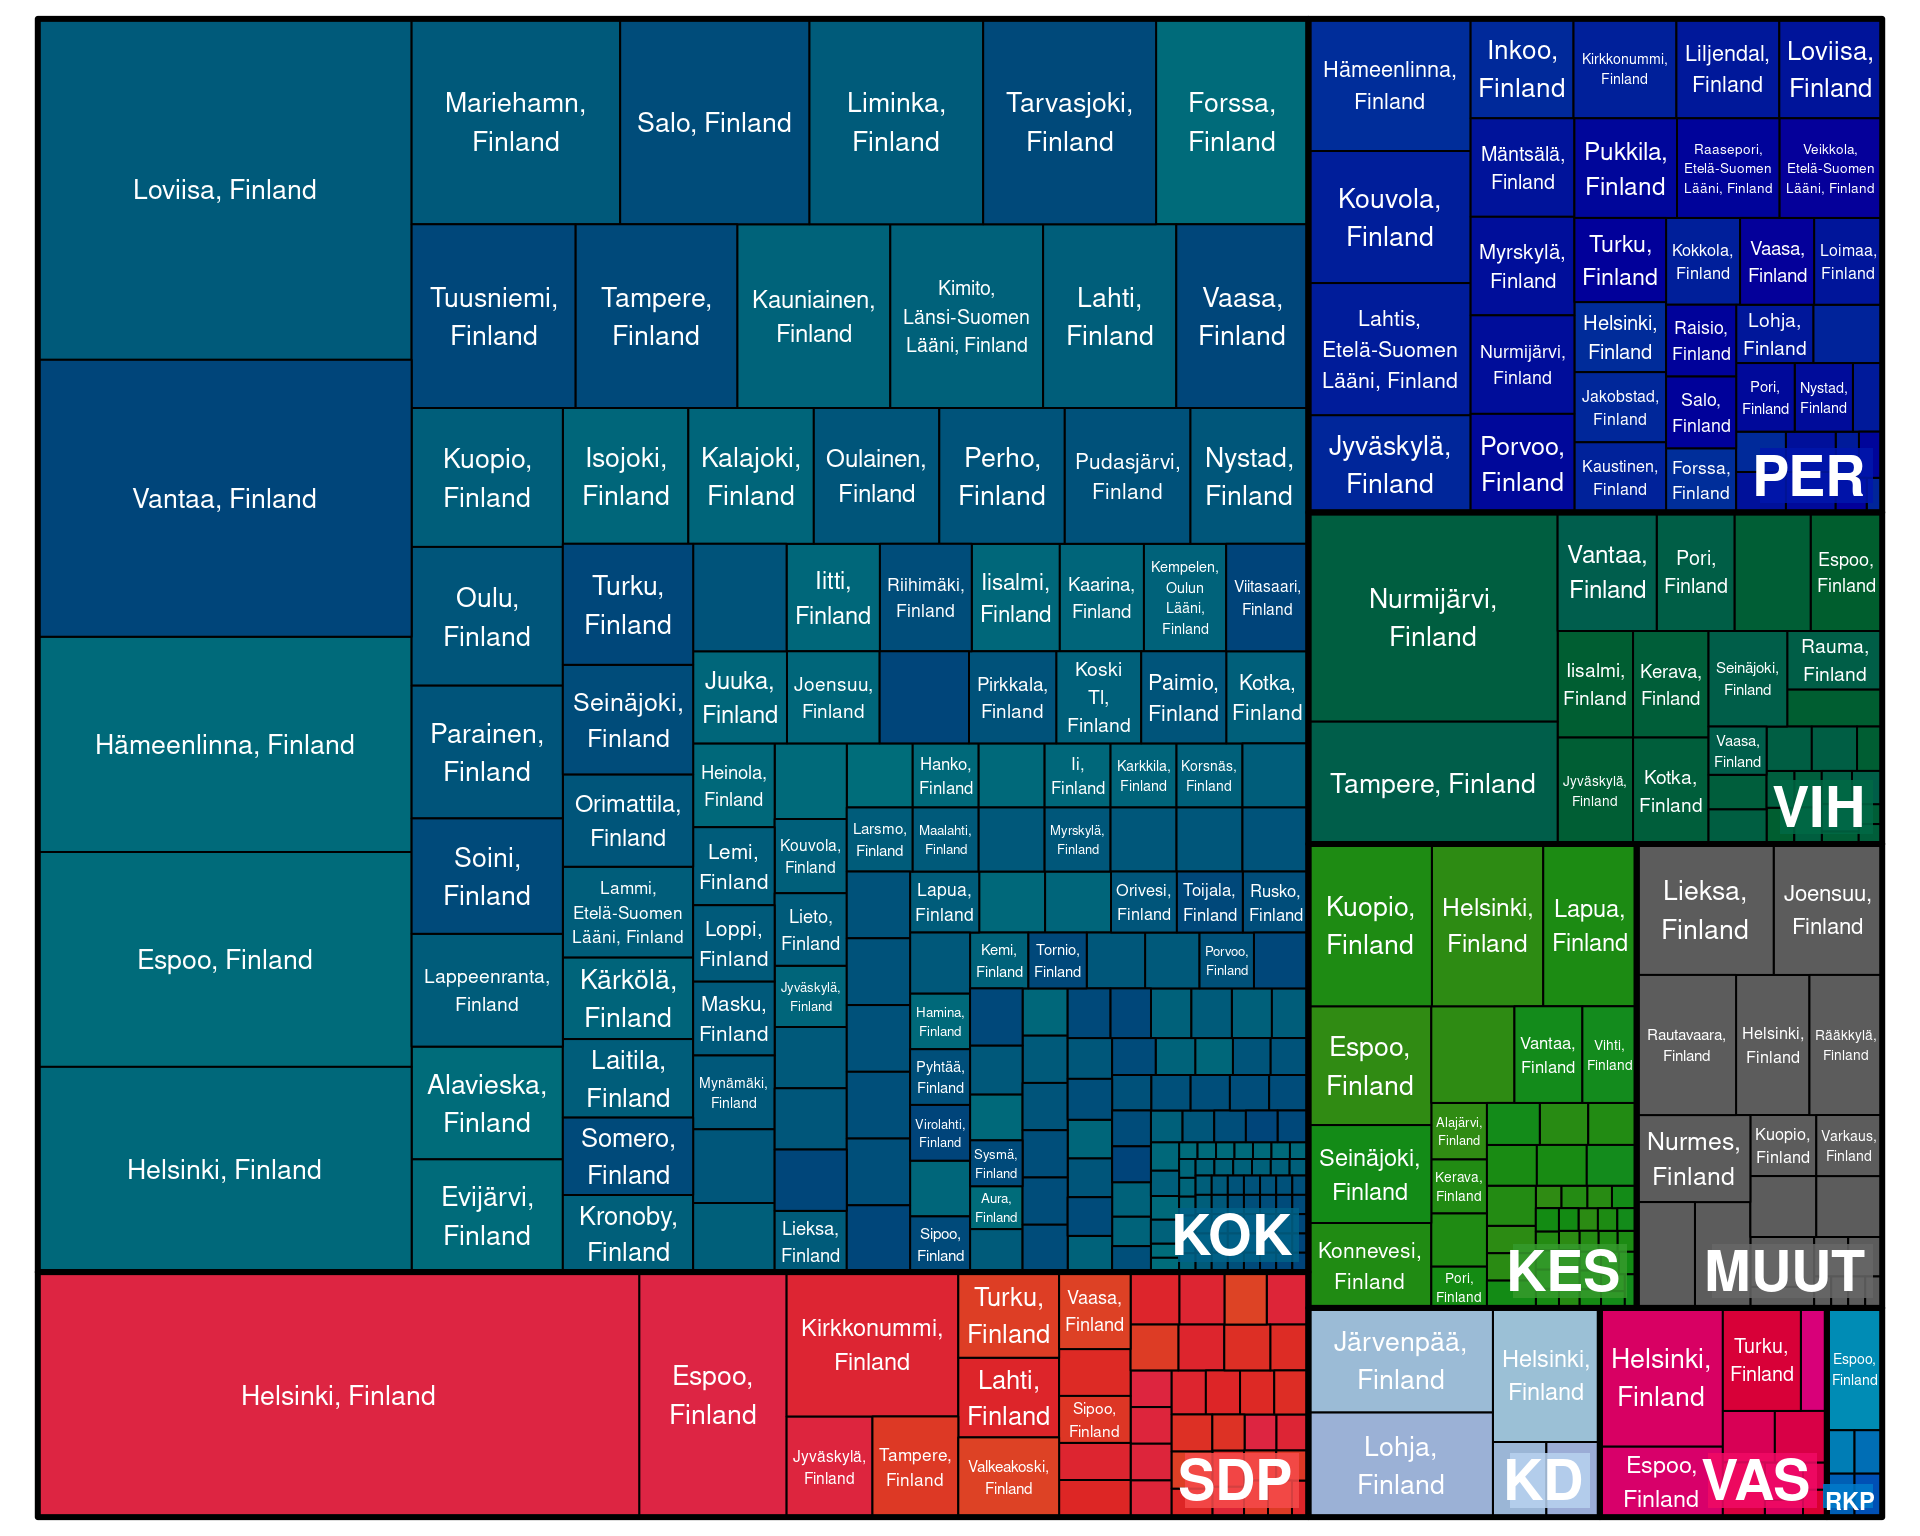 Loviisa, Finland
Vantaa, Finland
Hämeenlinna, Finland
Espoo, Finland
Helsinki, Finland
Mariehamn,
Finland
Salo, Finland
Liminka,
Finland
Tarvasjoki,
Finland
Forssa,
Finland
Tuusniemi,
Finland
Tampere,
Finland
Kauniainen,
Finland
Kimito,
Länsi-Suomen
Lääni, Finland
Lahti,
Finland
Vaasa,
Finland
Kuopio,
Finland
Isojoki,
Finland
Kalajoki,
Finland
Oulainen,
Finland
Perho,
Finland
Pudasjärvi,
Finland
Nystad,
Finland
Oulu,
Finland
Parainen,
Finland
Soini,
Finland
Lappeenranta,
Finland
Alavieska,
Finland
Evijärvi,
Finland
Turku,
Finland
Seinäjoki,
Finland
Orimattila,
Finland
Lammi,
Etelä-Suomen
Lääni, Finland
Kärkölä,
Finland
Laitila,
Finland
Somero,
Finland
Kronoby,
Finland
Iitti,
Finland
Riihimäki,
Finland
Iisalmi,
Finland
Kaarina,
Finland
Kempelen,
Oulun
Lääni,
Finland
Viitasaari,
Finland
Juuka,
Finland
Joensuu,
Finland
Pirkkala,
Finland
Koski
Tl,
Finland
Paimio,
Finland
Kotka,
Finland
Heinola,
Finland
Lemi,
Finland
Loppi,
Finland
Masku,
Finland
Mynämäki,
Finland
Kouvola,
Finland
Lieto,
Finland
Jyväskylä,
Finland
Lieksa,
Finland
Hanko,
Finland
Ii,
Finland
Karkkila,
Finland
Korsnäs,
Finland
Larsmo,
Finland
Maalahti,
Finland
Myrskylä,
Finland
Lapua,
Finland
Orivesi,
Finland
Toijala,
Finland
Rusko,
Finland
Kemi,
Finland
Tornio,
Finland
Porvoo,
Finland
Hamina,
Finland
Pyhtää,
Finland
Virolahti,
Finland
Sipoo,
Finland
Sysmä,
Finland
Aura,
Finland
KOK
Helsinki, Finland
Espoo,
Finland
Kirkkonummi,
Finland
Jyväskylä,
Finland
Tampere,
Finland
Turku,
Finland
Lahti,
Finland
Valkeakoski,
Finland
Vaasa,
Finland
Sipoo,
Finland
SDP
Hämeenlinna,
Finland
Kouvola,
Finland
Lahtis,
Etelä-Suomen
Lääni, Finland
Jyväskylä,
Finland
Inkoo,
Finland
Kirkkonummi,
Finland
Liljendal,
Finland
Loviisa,
Finland
Mäntsälä,
Finland
Pukkila,
Finland
Raasepori,
Etelä-Suomen
Lääni, Finland
Veikkola,
Etelä-Suomen
Lääni, Finland
Myrskylä,
Finland
Nurmijärvi,
Finland
Porvoo,
Finland
Turku,
Finland
Kokkola,
Finland
Vaasa,
Finland
Loimaa,
Finland
Helsinki,
Finland
Jakobstad,
Finland
Kaustinen,
Finland
Raisio,
Finland
Salo,
Finland
Forssa,
Finland
Lohja,
Finland
Pori,
Finland
Nystad,
Finland
PER
Nurmijärvi,
Finland
Tampere, Finland
Vantaa,
Finland
Pori,
Finland
Espoo,
Finland
Iisalmi,
Finland
Kerava,
Finland
Seinäjoki,
Finland
Rauma,
Finland
Jyväskylä,
Finland
Kotka,
Finland
Vaasa,
Finland
VIH
Kuopio,
Finland
Helsinki,
Finland
Lapua,
Finland
Espoo,
Finland
Vantaa,
Finland
Vihti,
Finland
Seinäjoki,
Finland
Konnevesi,
Finland
Alajärvi,
Finland
Kerava,
Finland
Pori,
Finland
KES
Lieksa,
Finland
Joensuu,
Finland
Rautavaara,
Finland
Helsinki,
Finland
Rääkkylä,
Finland
Nurmes,
Finland
Kuopio,
Finland
Varkaus,
Finland
MUUT
Järvenpää,
Finland
Lohja,
Finland
Helsinki,
Finland
KD
Helsinki,
Finland
Turku,
Finland
Espoo,
Finland
VAS
Espoo,
Finland
RKP